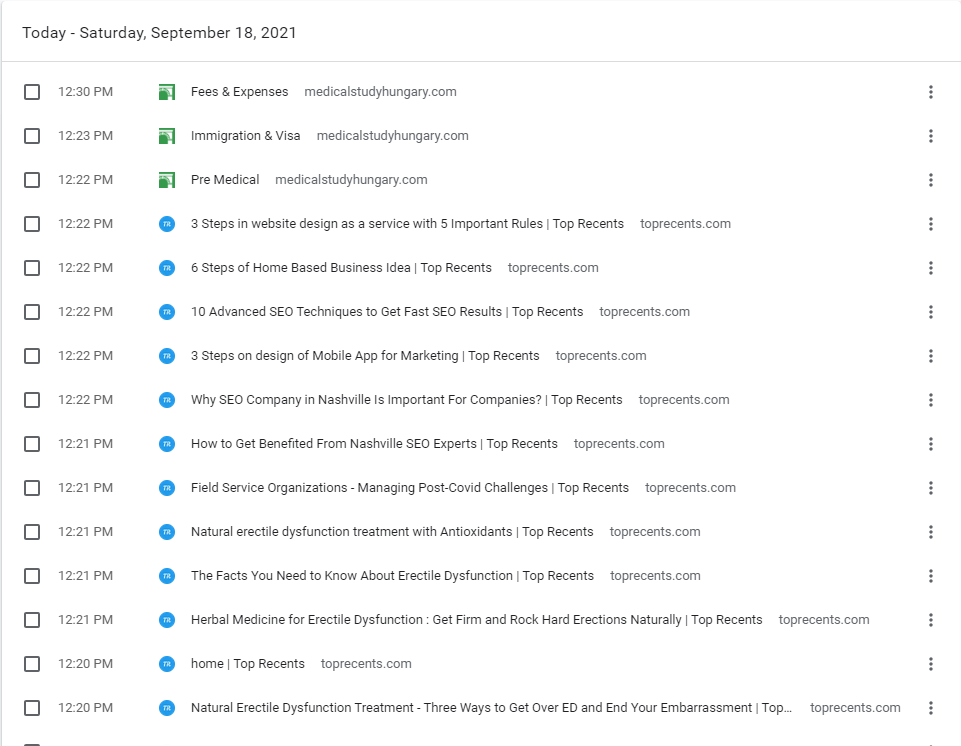 Today - Saturday, September 18, 2021
12:30 PM Fees & Expenses medicalstudyhungary.com
12:23 PM Immigration & Visa medicalstudyhungary.com
12:22 PM Pre Medical medicalstudyhungary.com
12:22 PM TR 3 Steps in website design as a service with 5 Important Rules | Top Recents toprecents.com
12:22 PM TR 6 Steps of Home Based Business Idea | Top Recents toprecents.com
12:22 PM TR 10 Advanced SEO Techniques to Get Fast SEO Results | Top Recents toprecents.com
12:22 PM TR 3 Steps on design of Mobile App for Marketing | Top Recents toprecents.com
12:22 PM TR Why SEO Company in Nashville Is Important For Companies? | Top Recents toprecents.com
12:21 PM TR How to Get Benefited From Nashville SEO Experts | Top Recents toprecents.com
12:21 PM TR Field Service Organizations - Managing Post-Covid Challenges | Top Recents toprecents.com
12:21 PM TR Natural erectile dysfunction treatment with Antioxidants | Top Recents toprecents.com
12:21 PM TR The Facts You Need to Know About Erectile Dysfunction | Top Recents toprecents.com
12:21 PM TR Herbal Medicine for Erectile Dysfunction : Get Firm and Rock Hard Erections Naturally | Top Recents toprecents.com
12:20 PM TR home | Top Recents toprecents.com
12:20 PM TR Natural Erectile Dysfunction Treatment - Three Ways to Get Over ED and End Your Embarrassment | Top... toprecents.com